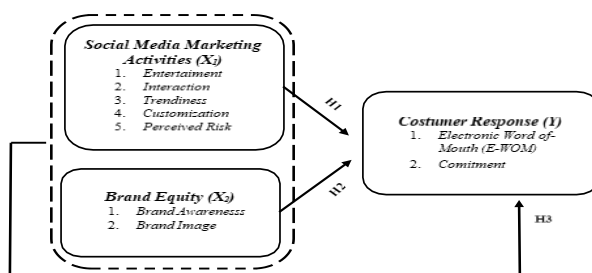 Social Media Marketing
Activities (X1)
1. Entertaiment
2. Interaction
3. Trendiness
4. Customization
5. Perceived Risk
H1
Costumer Response (Y)
1. Electronic Word of-
Mouth (E-WOM)
2. Comitment
Brand Equity (X2)
1. Brand Awarenesss
2. Brand Image
H2
H3